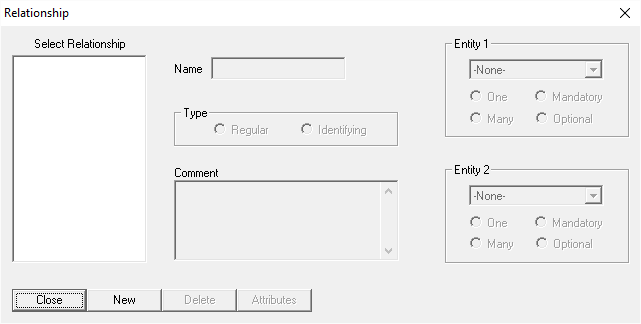 Relationship
Select Relationship
Name
Type
Regular Identifying
Comment
Entity 1
-None-
One Mandatory
Many Optional
Entity 2
-None-
One Mandatory
Many Optional
Close New Delete Attributes